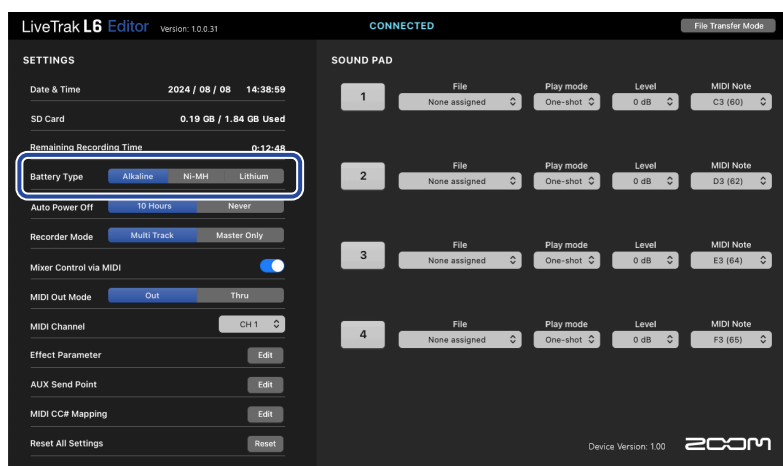 LiveTrak L6 Editor Version: 1.0.0.31 CONNECTED File Transfer Mode
SETTINGS
Date & Time 2024 / 08 / 08 14:38:59
SD Card 0.19 GB / 1.84 GB Used
Remaining Recording Time 0:12:48
Battery Type Alkaline Ni-MH Lithium
Auto Power Off 10 Hours Never
Recorder Mode Multi Track Master Only
Mixer Control via MIDI
MIDI Out Mode Out Thru
MIDI Channel CH 1
Effect Parameter Edit
AUX Send Point Edit
MIDI CC# Mapping Edit
Reset All Settings Reset
SOUND PAD
File Play mode Level MIDI Note
1 None assigned One-shot 0 dB C3 (60)
File Play mode Level MIDI Note
2 None assigned One-shot 0 dB D3 (62)
File Play mode Level MIDI Note
3 None assigned One-shot 0 dB E3 (64)
File Play mode Level MIDI Note
4 None assigned One-shot 0 dB F3 (65)
Device Version: 1.00 ZOOM